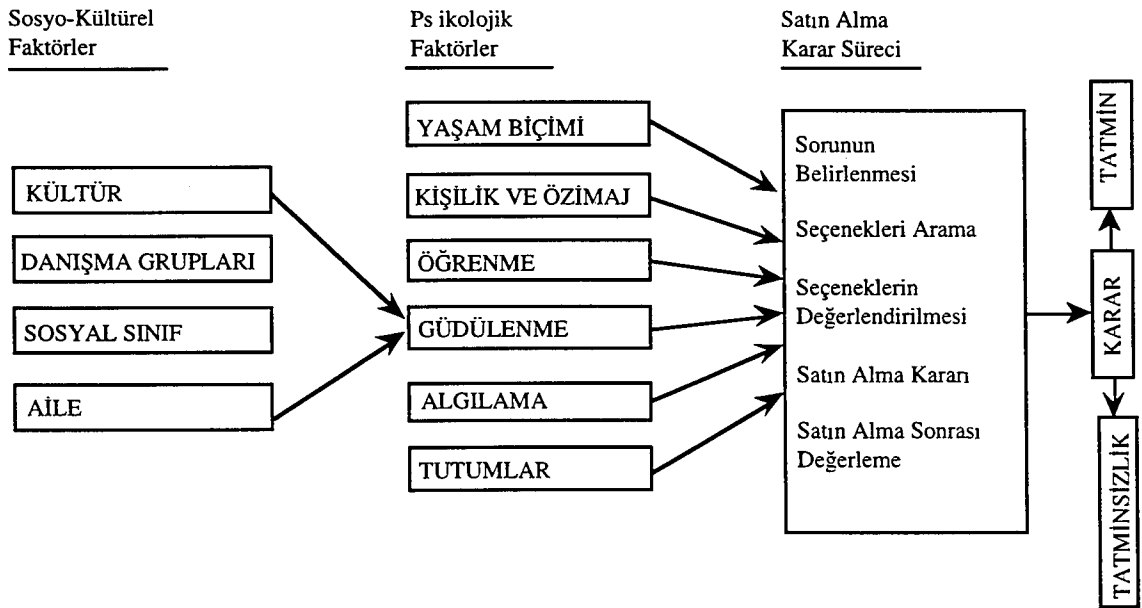 Sosyo-Kültürel
Faktörler
Ps ikolojik
Faktörler
Satın Alma
Karar Süreci
KÜLTÜR
DANIŞMA GRUPLARI
SOSYAL SINIF
AİLE
YAŞAM BİÇİMİ
KİŞİLİK VE ÖZİMAJ
ÖĞRENME
GÜDÜLENME
ALGILAMA
TUTUMLAR
Sorunun
Belirlenmesi
Seçenekleri Arama
Seçeneklerin
Değerlendirilmesi
Satın Alma Kararı
Satın Alma Sonrası
Değerleme
TATMİN
KARAR
TATMİNSİZLİK